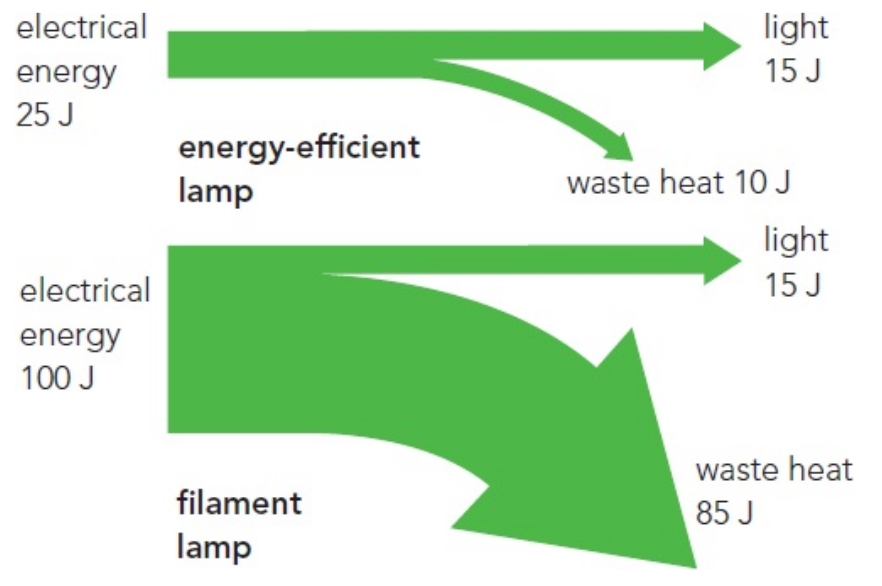 electrical
energy
25 J
light
15 J
energy-efficient
lamp
waste heat 10 J
electrical
energy
100 J
light
15 J
filament
lamp
waste heat
85 J